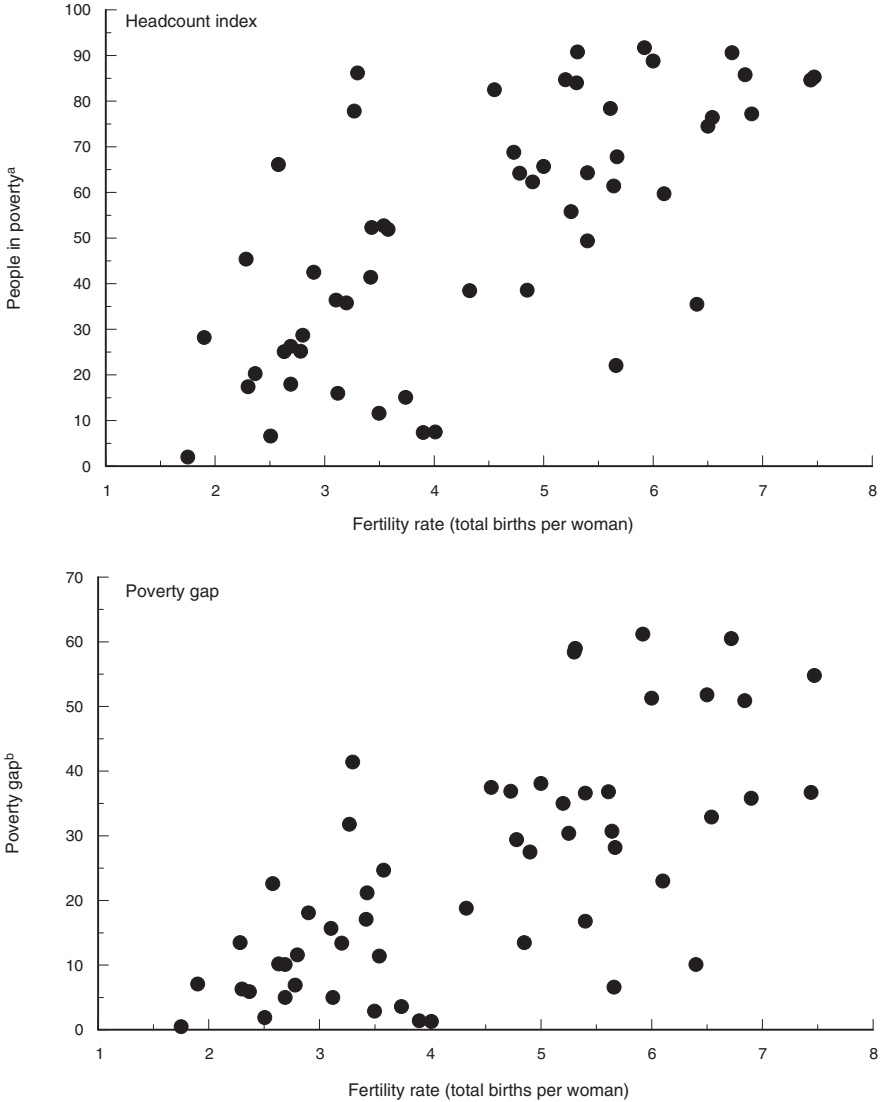 Headcount index
People in povertyᵃ
100
90
80
70
60
50
40
30
20
10
0
1 2 3 4 5 6 7 8
Fertility rate (total births per woman)
Poverty gap
Poverty gapᵇ
70
60
50
40
30
20
10
0
1 2 3 4 5 6 7 8
Fertility rate (total births per woman)